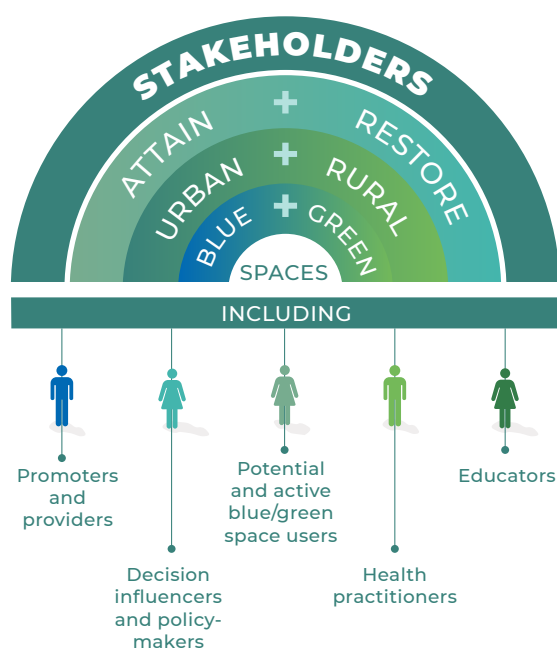 STAKEHOLDERS
ATTAIN + RESTORE
URBAN + RURAL
BLUE + GREEN
SPACES
INCLUDING
Promoters
and
providers
Decision
influencers
and policy-
makers
Potential
and active
blue/green
space users
Health
practitioners
Educators